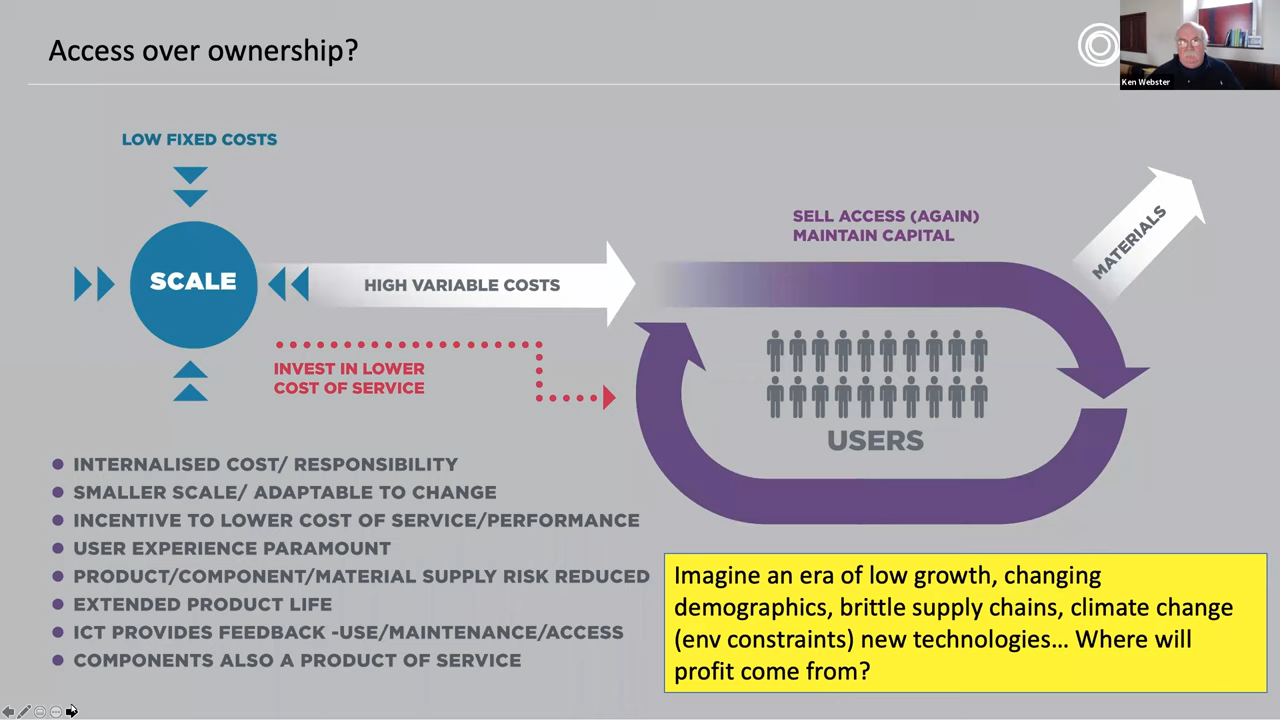 Access over ownership?
Ken Webster
LOW FIXED COSTS
SCALE
HIGH VARIABLE COSTS
INVEST IN LOWER
COST OF SERVICE
SELL ACCESS (AGAIN)
MAINTAIN CAPITAL
MATERIALS
USERS
INTERNALISED COST/ RESPONSIBILITY
SMALLER SCALE/ ADAPTABLE TO CHANGE
INCENTIVE TO LOWER COST OF SERVICE/PERFORMANCE
USER EXPERIENCE PARAMOUNT
PRODUCT/COMPONENT/MATERIAL SUPPLY RISK REDUCED
EXTENDED PRODUCT LIFE
ICT PROVIDES FEEDBACK -USE/MAINTENANCE/ACCESS
COMPONENTS ALSO A PRODUCT OF SERVICE
Imagine an era of low growth, changing
demographics, brittle supply chains, climate change
(env constraints) new technologies... Where will
profit come from?